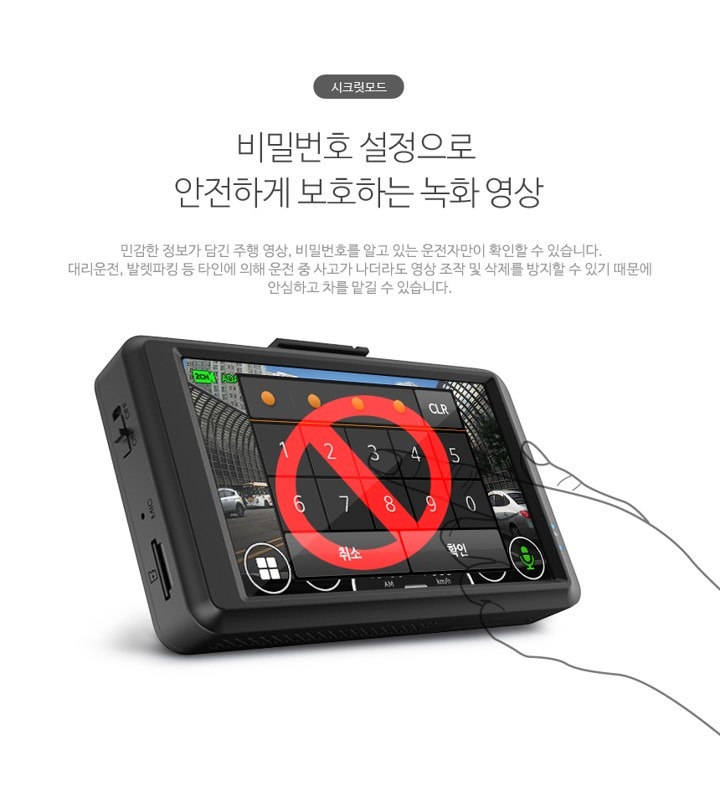 시크릿모드
비밀번호 설정으로
안전하게 보호하는 녹화 영상
민감한 정보가 담긴 주행 영상, 비밀번호를 알고 있는 운전자만이 확인할 수 있습니다.
대리운전, 발렛파킹 등 타인에 의해 운전 중 사고가 나더라도 영상 조작 및 삭제를 방지할 수 있기 때문에
안심하고 차를 맡길 수 있습니다.
2CH
CLR
1 2 3 4 5
6 7 8 9 0
취소 확인
AM km/h
MIC